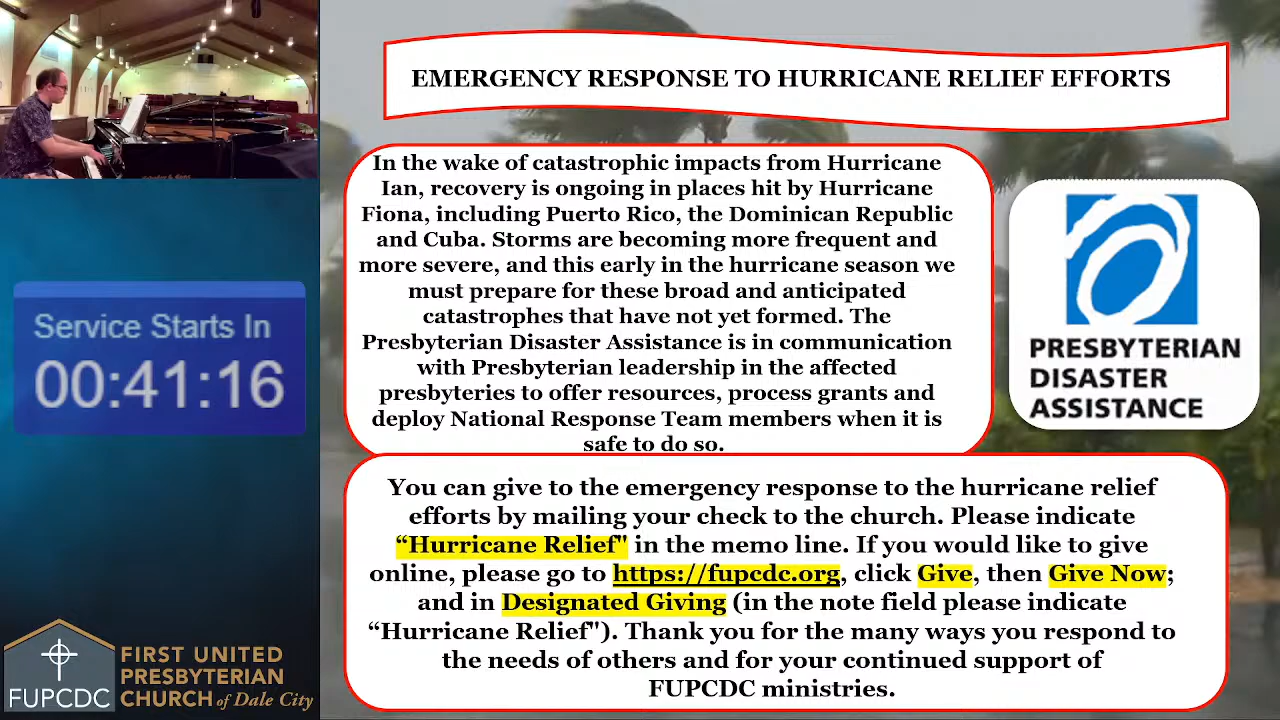 EMERGENCY RESPONSE TO HURRICANE RELIEF EFFORTS
In the wake of catastrophic impacts from Hurricane
Ian, recovery is ongoing in places hit by Hurricane
Fiona, including Puerto Rico, the Dominican Republic
and Cuba. Storms are becoming more frequent and
more severe, and this early in the hurricane season we
must prepare for these broad and anticipated
catastrophes that have not yet formed. The
Presbyterian Disaster Assistance is in communication
with Presbyterian leadership in the affected
presbyteries to offer resources, process grants and
deploy National Response Team members when it is
safe to do so.
PRESBYTERIAN
DISASTER
ASSISTANCE
You can give to the emergency response to the hurricane relief
efforts by mailing your check to the church. Please indicate
“Hurricane Relief" in the memo line. If you would like to give
online, please go to https://fupcdc.org, click Give, then Give Now;
and in Designated Giving (in the note field please indicate
“Hurricane Relief"). Thank you for the many ways you respond to
the needs of others and for your continued support of
FUPCDC ministries.
Service Starts In
00:41:16
FUPCDC
FIRST UNITED
PRESBYTERIAN
CHURCH of Dale City